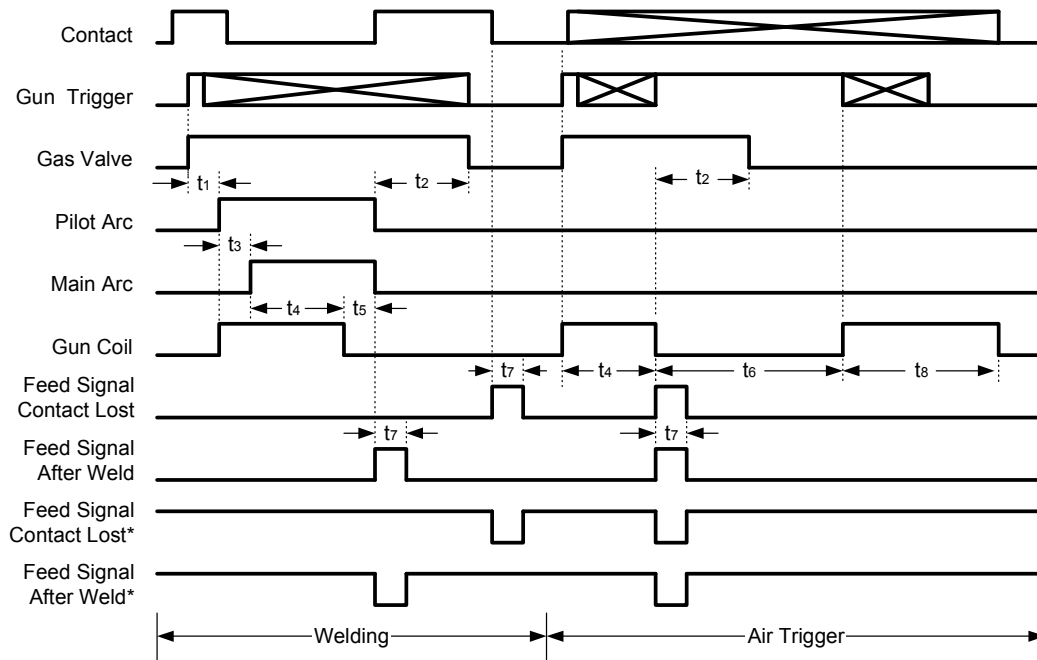 Contact
Gun Trigger
Gas Valve
t1
t2
t2
Pilot Arc
t3
Main Arc
t4
t5
Gun Coil
t7
t4
t6
t8
Feed Signal
Contact Lost
t7
t7
Feed Signal
After Weld
Feed Signal
Contact Lost*
Feed Signal
After Weld*
Welding
Air Trigger